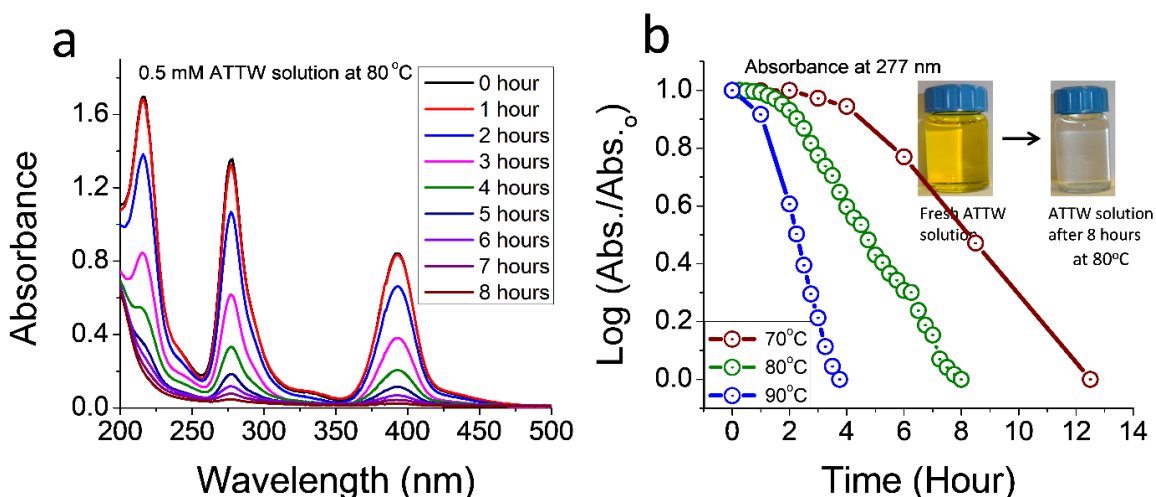 a
0.5 mM ATTW solution at 80 °C
0 hour
1 hour
2 hours
3 hours
4 hours
5 hours
6 hours
7 hours
8 hours
1.6
1.2
0.8
0.4
0.0
200 250 300 350 400 450 500
Absorbance
Wavelength (nm)
b
Absorbance at 277 nm
Fresh ATTW
solution
ATTW solution
after 8 hours
at 80ºC
1.0
0.8
0.6
0.4
0.2
0.0
70°C
80°C
90°C
0 2 4 6 8 10 12 14
Log (Abs./Abs.o)
Time (Hour)